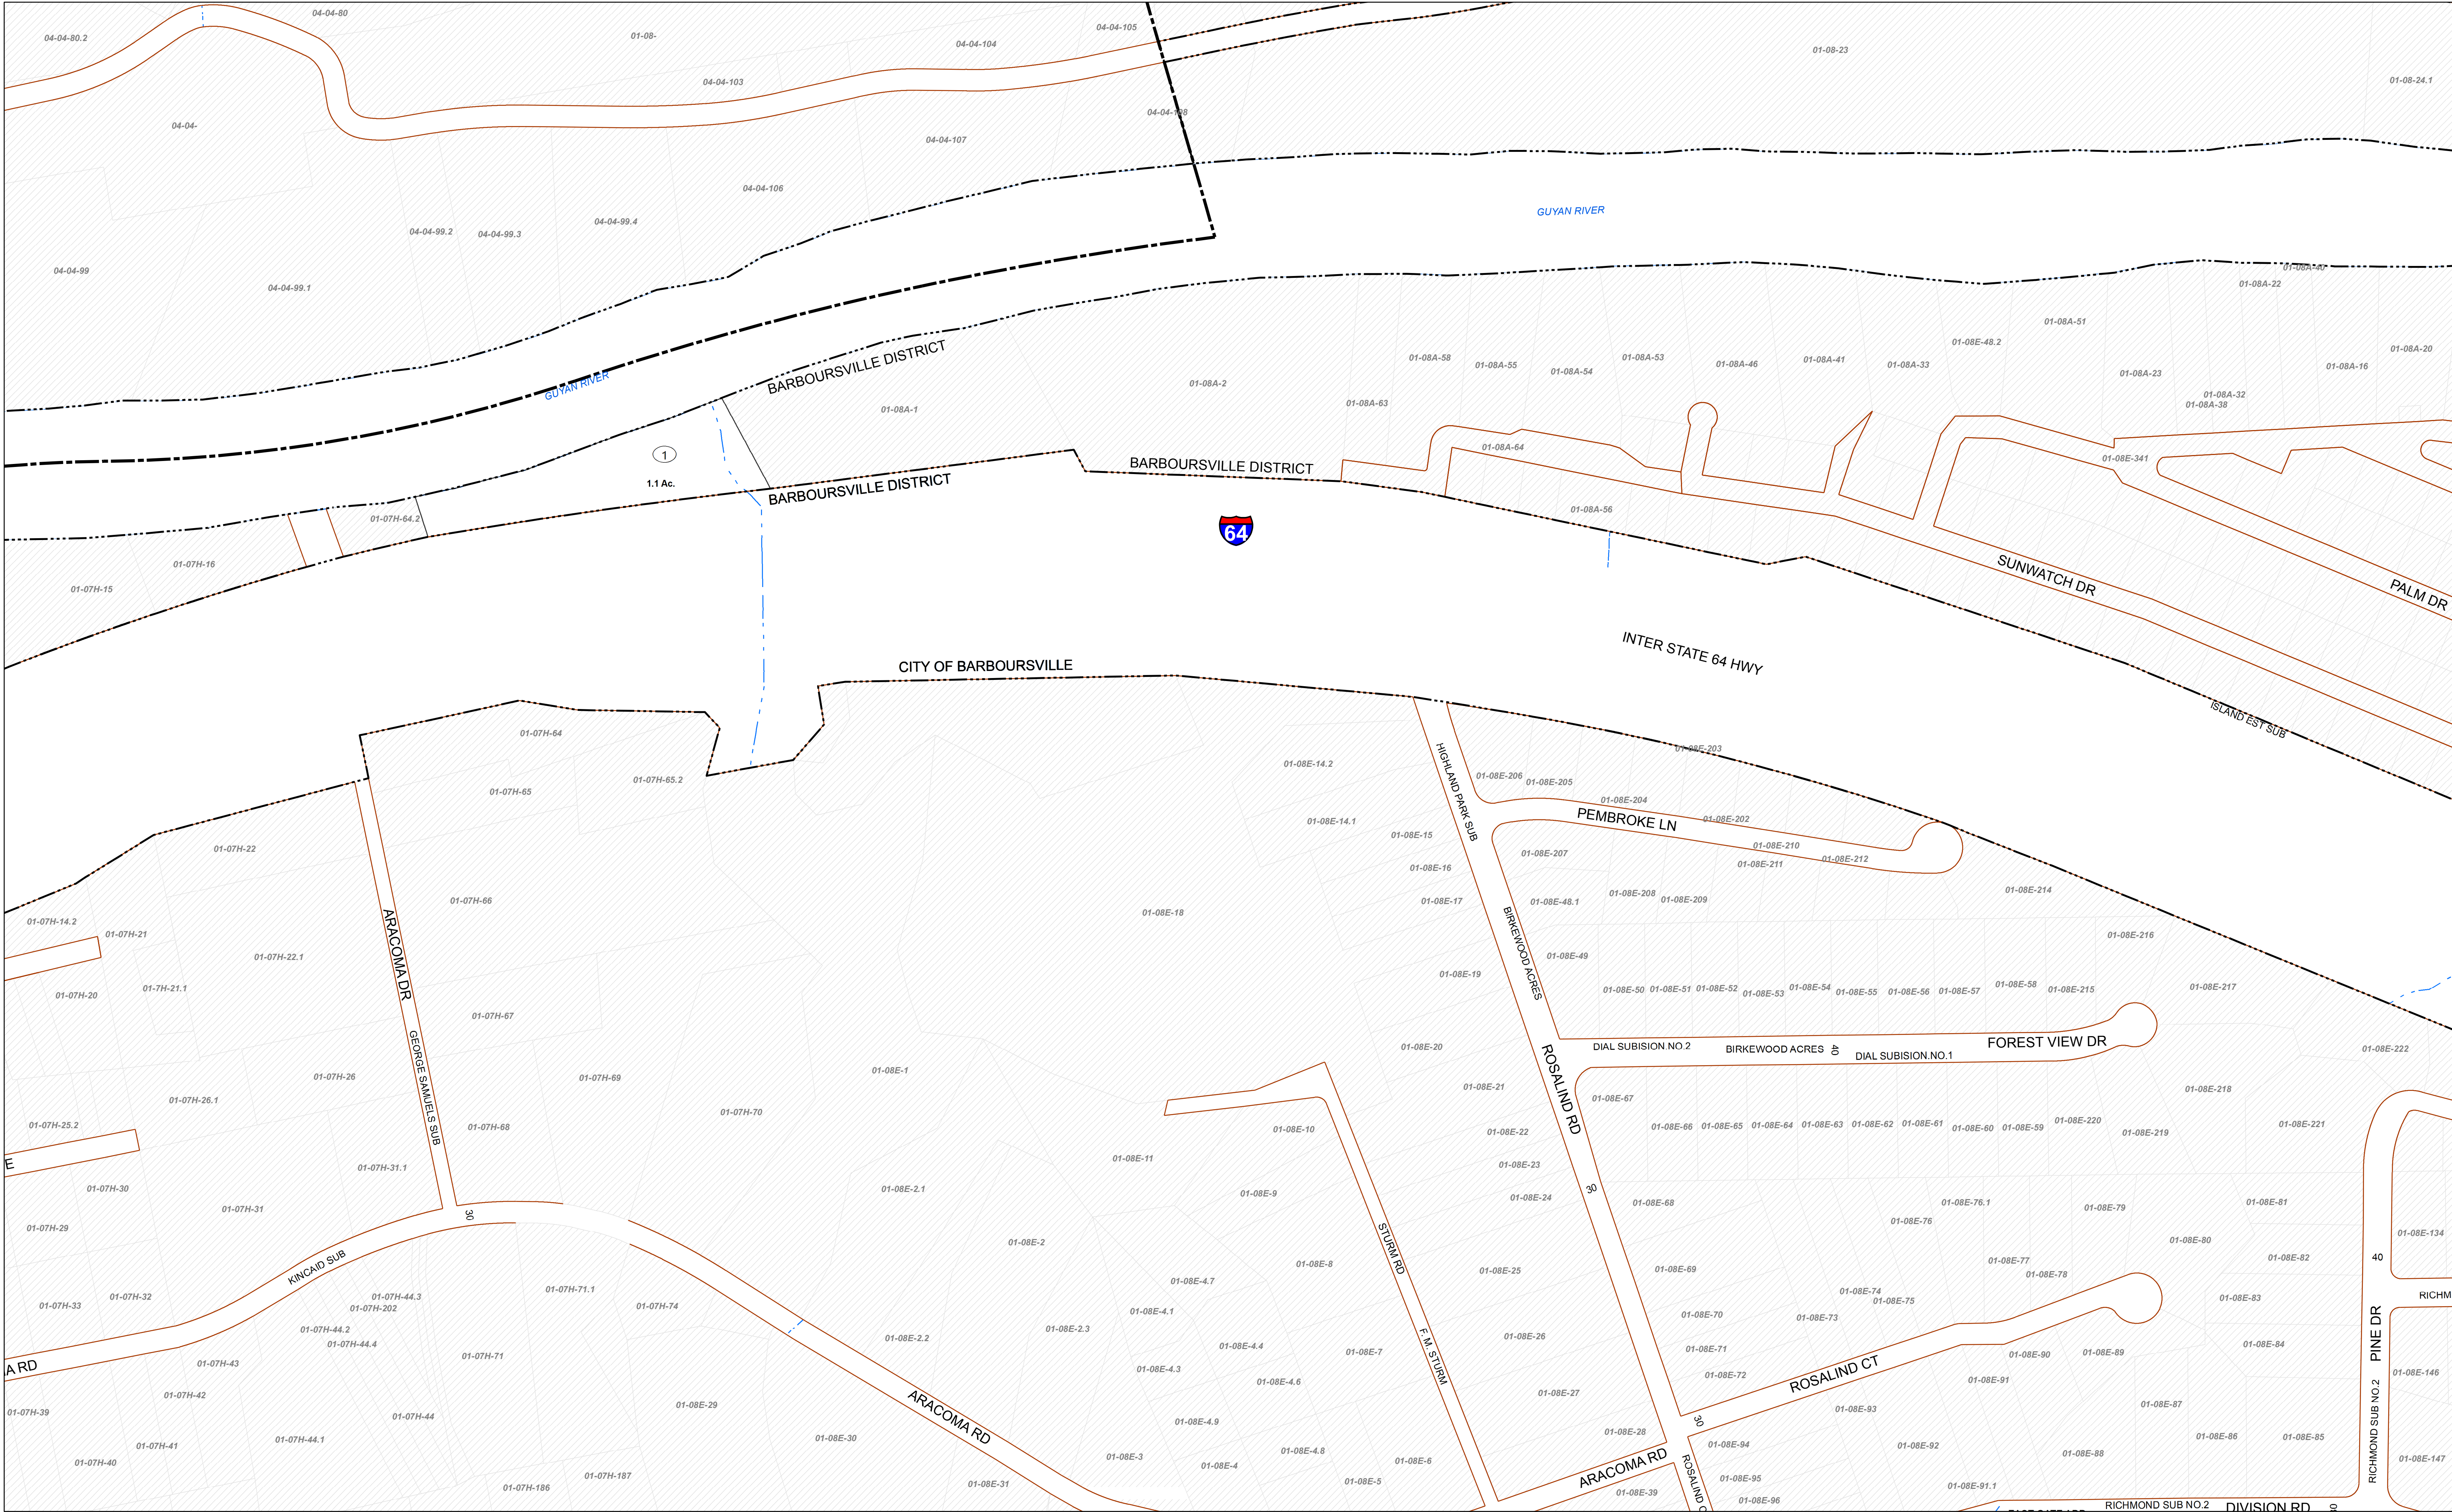 04-04-80
04-04-80.2
01-08-
04-04-104
04-04-105
01-08-23
04-04-103
01-08-24.1
04-04-
04-04-108
04-04-107
04-04-106
GUYAN RIVER
04-04-99.4
04-04-99.2
04-04-99.3
04-04-99
04-04-99.1
01-08A-40
01-08A-22
01-08A-51
01-08E-48.2
01-08A-20
BARBOURSVILLE DISTRICT
01-08A-58
01-08A-55
01-08A-53
01-08A-46
01-08A-41
01-08A-33
01-08A-16
01-08A-54
01-08A-23
GUYAN RIVER
01-08A-2
01-08A-32
01-08A-63
01-08A-38
01-08A-1
01-08A-64
1
01-08E-341
BARBOURSVILLE DISTRICT
1.1 Ac.
BARBOURSVILLE DISTRICT
01-08A-56
01-07H-64.2
64
01-07H-16
SUNWATCH DR
01-07H-15
PALM DR
INTER STATE 64 HWY
CITY OF BARBOURSVILLE
ISLAND EST SUB
01-07H-64
01-08E-203
01-08E-14.2
HIGHLAND PARK SUB
01-08E-206
01-08E-205
01-07H-65.2
01-07H-65
01-08E-204
PEMBROKE LN
01-08E-202
01-08E-14.1
01-08E-15
01-08E-210
01-07H-22
01-08E-207
01-08E-212
01-08E-211
01-08E-16
01-08E-214
01-08E-208
01-08E-209
01-07H-66
01-08E-17
01-08E-48.1
01-08E-18
01-07H-14.2
01-07H-21
ARACOMA DR
BIRKEWOOD ACRES
01-08E-216
01-07H-22.1
01-08E-49
01-08E-19
01-7H-21.1
01-07H-20
01-08E-50
01-08E-51
01-08E-52
01-08E-53
01-08E-54
01-08E-55
01-08E-56
01-08E-57
01-08E-58
01-08E-215
01-08E-217
01-07H-67
GEORGE SAMUELS SUB
01-08E-20
ROSALIND RD
DIAL SUBISION.NO.2
BIRKEWOOD ACRES
40
DIAL SUBISION.NO.1
FOREST VIEW DR
01-08E-222
01-08E-1
01-07H-26
01-07H-69
01-08E-21
01-08E-218
01-07H-26.1
01-08E-67
01-07H-70
01-07H-25.2
01-07H-68
01-08E-10
01-08E-22
01-08E-66
01-08E-65
01-08E-64
01-08E-63
01-08E-62
01-08E-61
01-08E-60
01-08E-59
01-08E-220
01-08E-219
01-08E-221
E
01-07H-31.1
01-08E-11
01-08E-23
01-07H-30
01-08E-2.1
01-08E-9
01-08E-24
30
01-08E-68
01-08E-76.1
01-08E-79
01-08E-81
01-07H-31
30
01-07H-29
STURM RD
01-08E-76
01-08E-134
01-08E-2
01-08E-80
KINCAID SUB
01-08E-8
01-08E-25
01-08E-69
01-08E-77
01-08E-78
01-08E-82
40
01-08E-4.7
01-07H-71.1
01-07H-44.3
01-07H-32
01-07H-33
01-07H-202
01-07H-74
01-08E-4.1
01-08E-74
01-08E-75
01-08E-83
RICHM
01-08E-70
01-08E-73
01-07H-44.2
01-07H-44.4
01-08E-2.3
01-08E-2.2
01-08E-4.4
F. M. STURM
01-08E-26
01-08E-84
PINE DR
01-07H-71
01-08E-7
01-08E-71
01-08E-90
01-08E-89
A RD
01-07H-43
01-08E-4.3
01-08E-4.6
01-08E-72
ROSALIND CT
01-08E-91
01-08E-146
01-07H-42
01-08E-27
01-08E-29
ARACOMA RD
01-08E-87
01-07H-39
01-07H-44
01-08E-93
01-08E-4.9
30
01-08E-28
01-08E-30
01-07H-44.1
01-07H-41
01-08E-4.8
01-08E-94
01-08E-92
01-08E-88
01-08E-86
01-08E-85
RICHMOND SUB NO.2
01-07H-40
01-08E-3
01-08E-4
01-08E-6
ARACOMA RD
01-08E-147
01-07H-187
01-08E-5
01-08E-95
01-07H-186
01-08E-31
01-08E-39
01-08E-96
01-08E-91.1
RICHMOND SUB NO.2
DIVISION RD